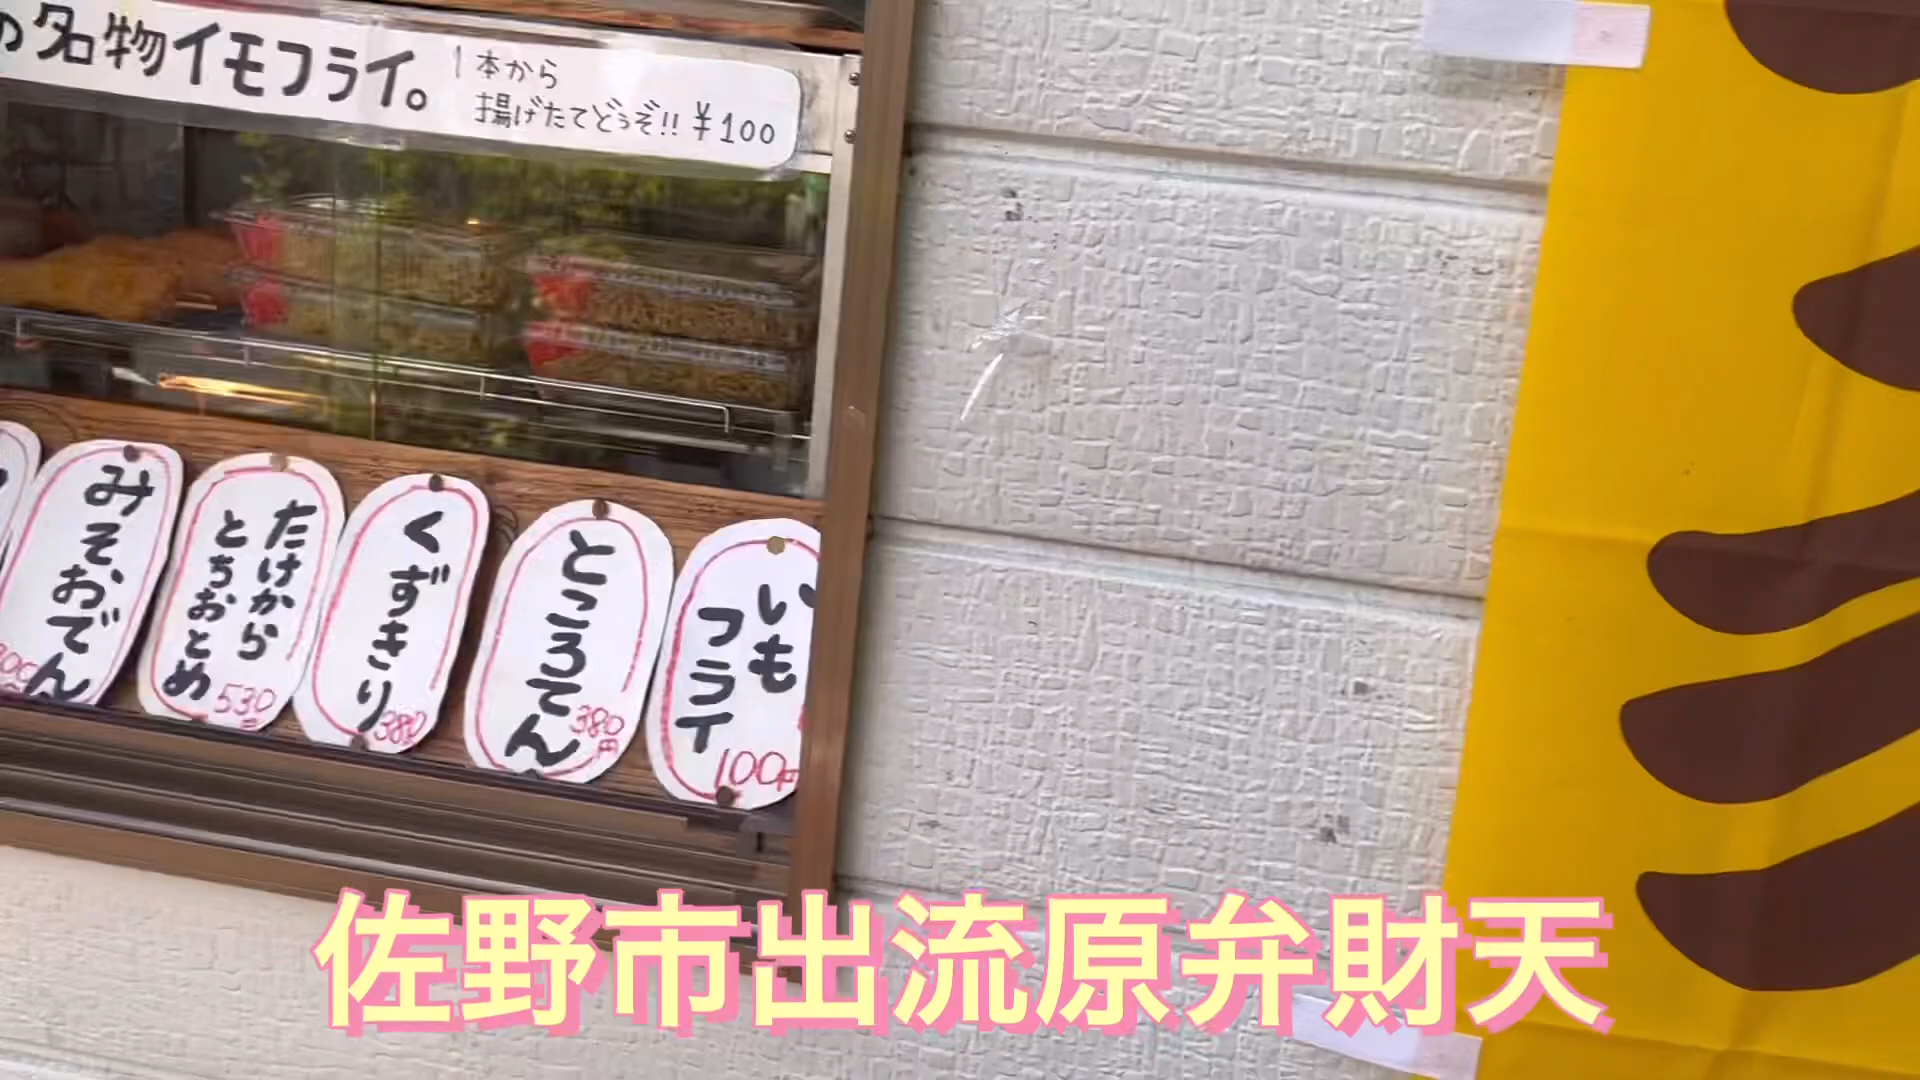 の名物イモフライ。
1本から
揚げたてどうぞ!! ¥100
みそおでん
たけから
とちおとめ
530
くずきり
380
ところてん
380円
いも
フライ
100円
佐野市出流原弁財天